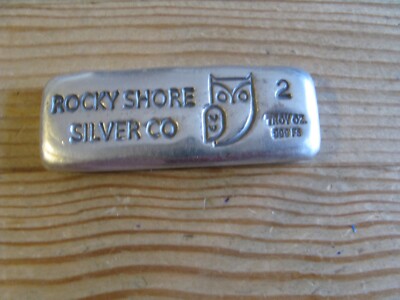 ROCKY SHORE
SILVER CO
2
TROY OZ.
999 FS